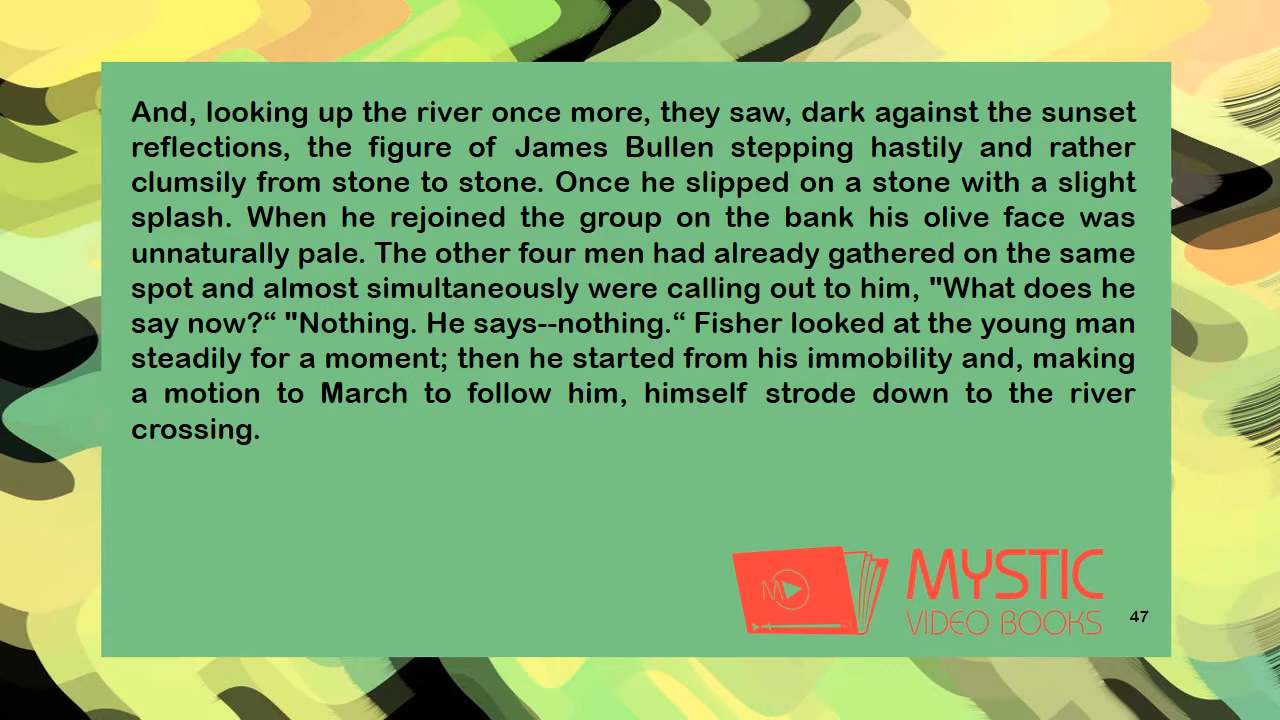 And, looking up the river once more, they saw, dark against the sunset
reflections, the figure of James Bullen stepping hastily and rather
clumsily from stone to stone. Once he slipped on a stone with a slight
splash. When he rejoined the group on the bank his olive face was
unnaturally pale. The other four men had already gathered on the same
spot and almost simultaneously were calling out to him, "What does he
say now?“ "Nothing. He says--nothing.“ Fisher looked at the young man
steadily for a moment; then he started from his immobility and, making
a motion to March to follow him, himself strode down to the river
crossing.
M
MYSTIC
VIDEO BOOKS
47